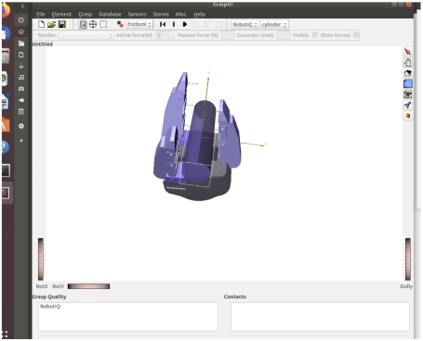 GraspIt!
File Element Grasp Database Sensors Stereo Misc Help
frictionl RobotIQ cylinder
Tendon: Active force(N): 0 Passive force (N): Excursion (mm): Visible Show Forces
Untitled
RotX RotY Dolly
Grasp Quality Contacts
RobotIQ